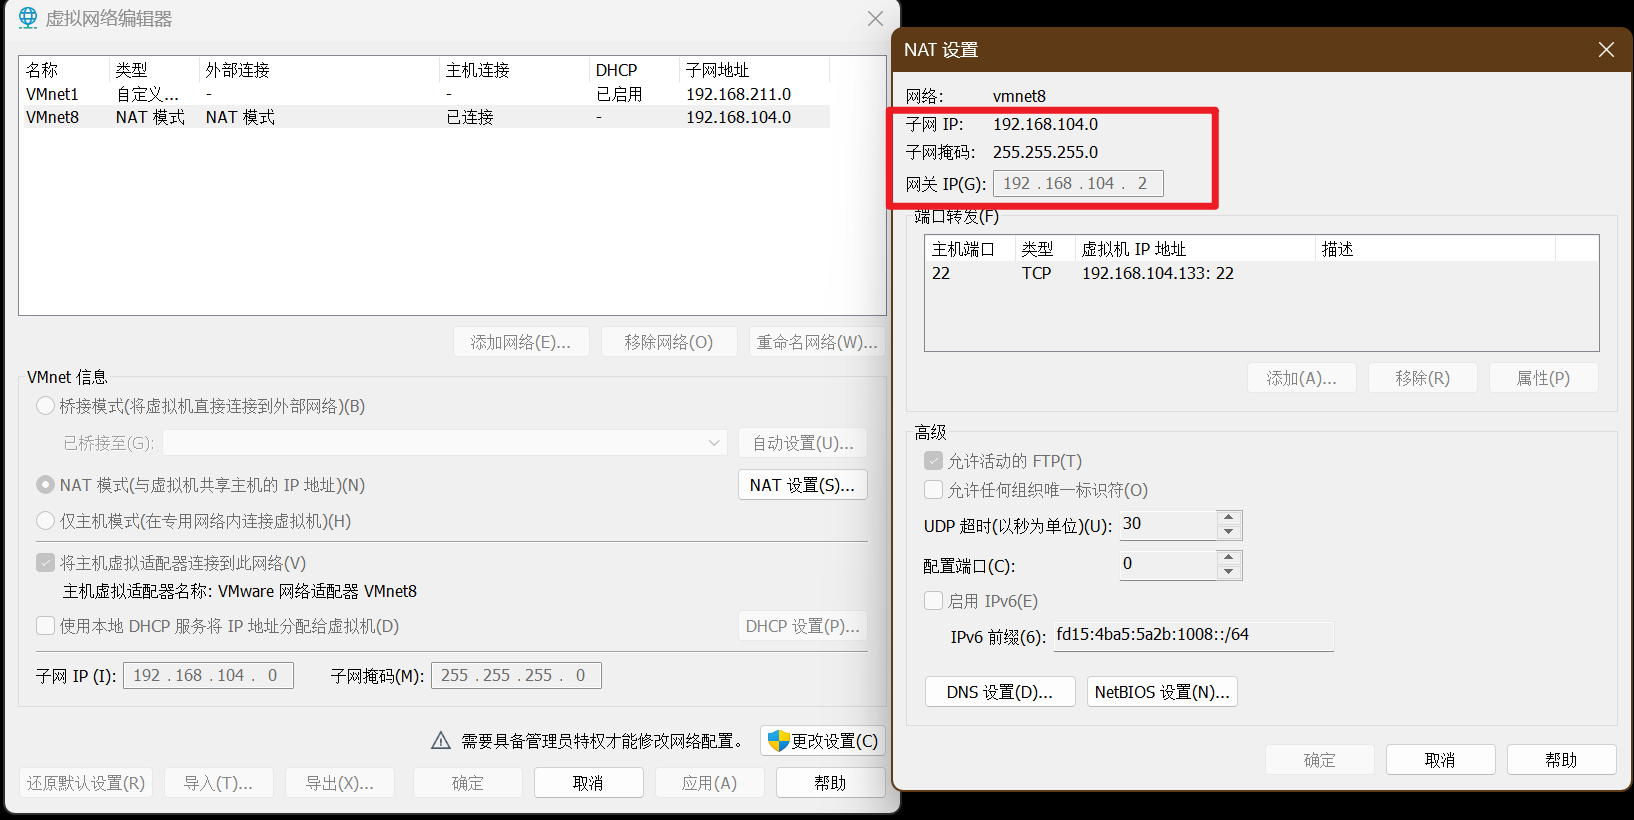 虚拟网络编辑器
名称 类型 外部连接 主机连接 DHCP 子网地址
VMnet1 自定义... - - 已启用 192.168.211.0
VMnet8 NAT 模式 NAT 模式 已连接 - 192.168.104.0
添加网络(E)... 移除网络(O) 重命名网络(W)...
VMnet 信息
桥接模式(将虚拟机直接连接到外部网络)(B)
已桥接至(G): 自动设置(U)...
NAT 模式(与虚拟机共享主机的 IP 地址)(N) NAT 设置(S)...
仅主机模式(在专用网络内连接虚拟机)(H)
将主机虚拟适配器连接到此网络(V)
主机虚拟适配器名称: VMware 网络适配器 VMnet8
使用本地 DHCP 服务将 IP 地址分配给虚拟机(D) DHCP 设置(P)...
子网 IP (I): 192 . 168 . 104 . 0 子网掩码(M): 255 . 255 . 255 . 0
需要具备管理员特权才能修改网络配置。 更改设置(C)
还原默认设置(R) 导入(T)... 导出(X)... 确定 取消 应用(A) 帮助
NAT 设置
网络: vmnet8
子网 IP: 192.168.104.0
子网掩码: 255.255.255.0
网关 IP(G): 192 . 168 . 104 . 2
端口转发(F)
主机端口 类型 虚拟机 IP 地址 描述
22 TCP 192.168.104.133: 22
添加(A)... 移除(R) 属性(P)
高级
允许活动的 FTP(T)
允许任何组织唯一标识符(O)
UDP 超时(以秒为单位)(U): 30
配置端口(C): 0
启用 IPv6(E)
IPv6 前缀(6): fd15:4ba5:5a2b:1008::/64
DNS 设置(D)... NetBIOS 设置(N)...
确定 取消 帮助